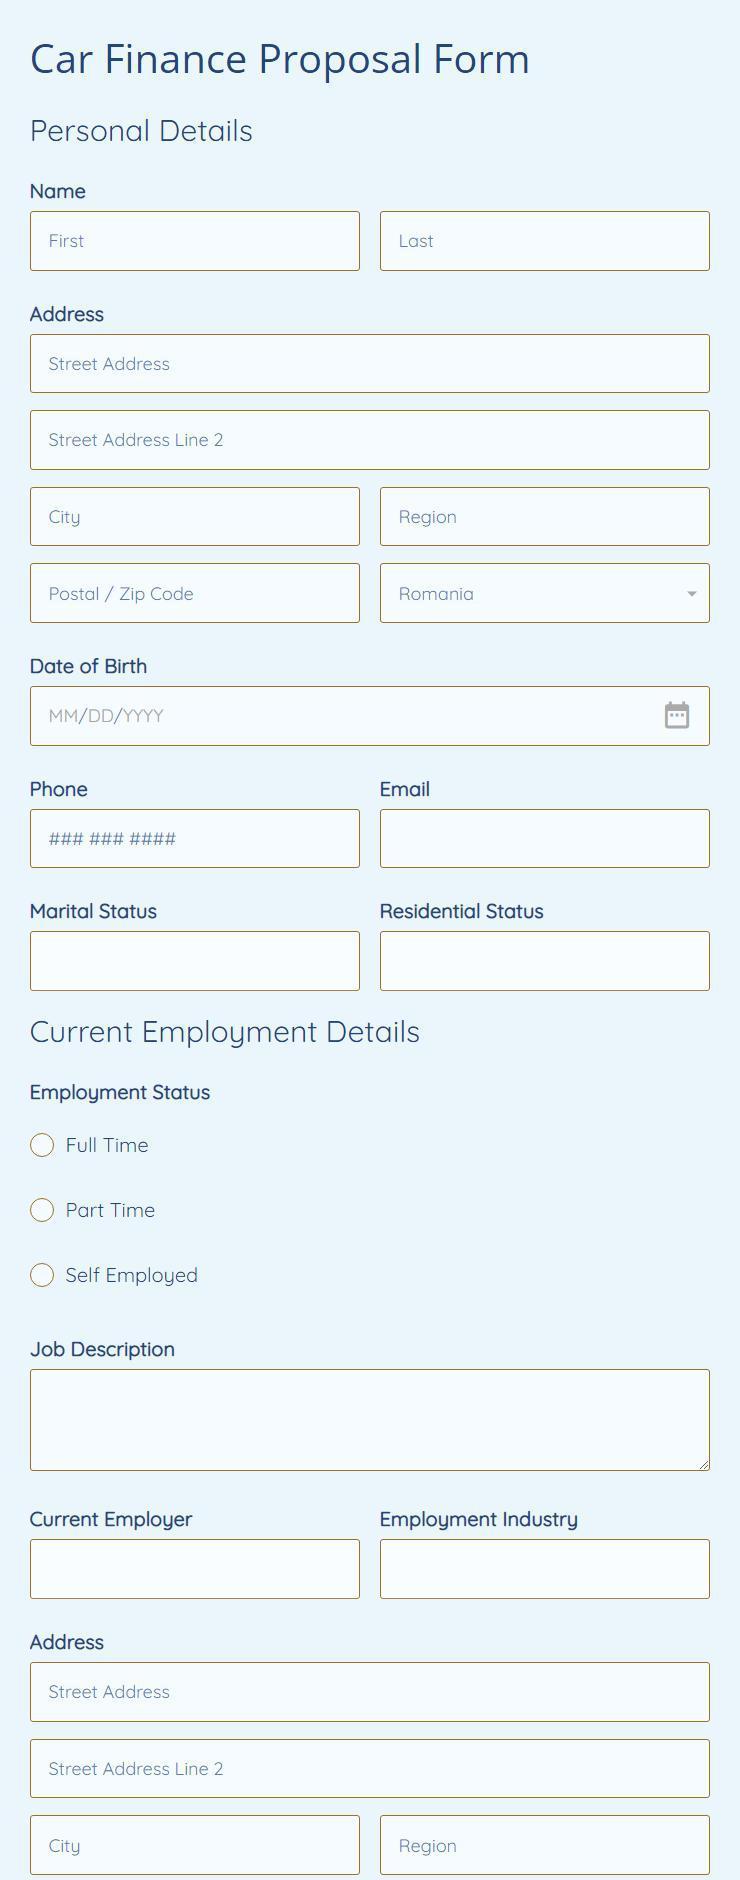 Car Finance Proposal Form
Personal Details
Name
First Last
Address
Street Address
Street Address Line 2
City Region
Postal / Zip Code Romania
Date of Birth
MM/DD/YYYY
Phone Email
### ### ####
Marital Status Residential Status
Current Employment Details
Employment Status
Full Time
Part Time
Self Employed
Job Description
Current Employer Employment Industry
Address
Street Address
Street Address Line 2
City Region